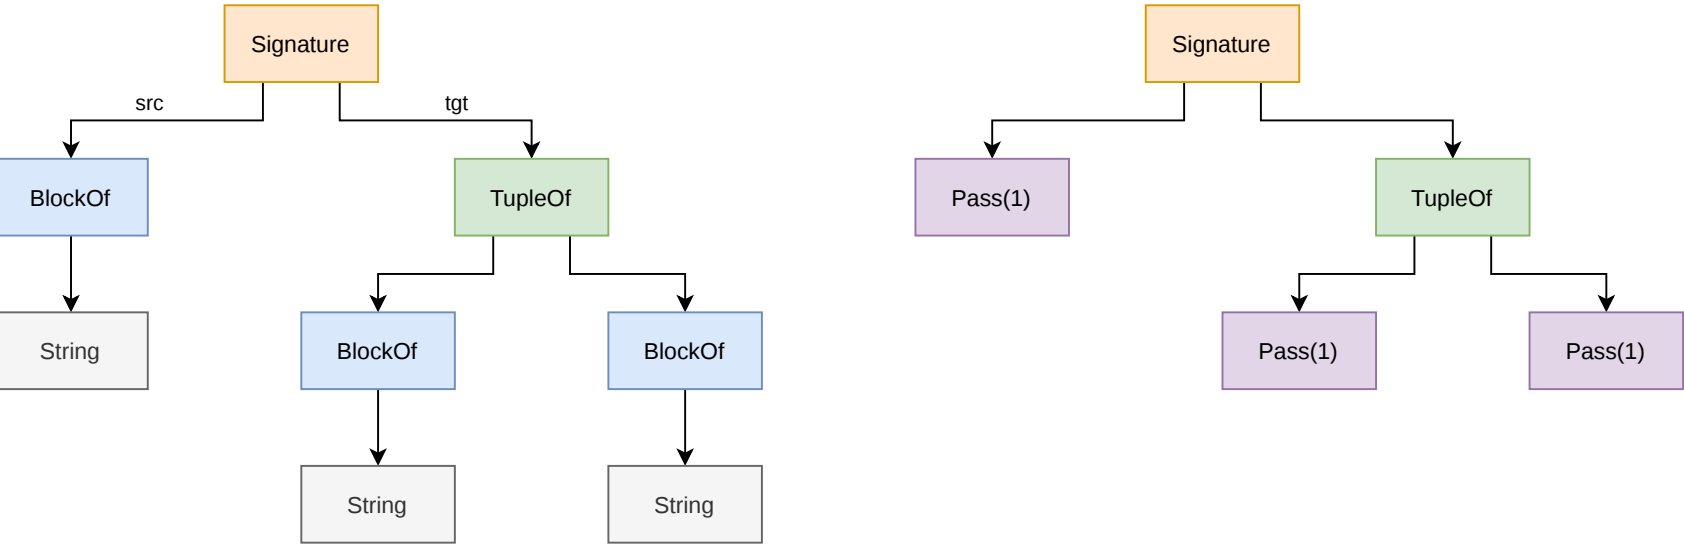 Signature
Signature
src
tgt
BlockOf
TupleOf
Pass(1)
TupleOf
String
BlockOf
BlockOf
Pass(1)
Pass(1)
String
String